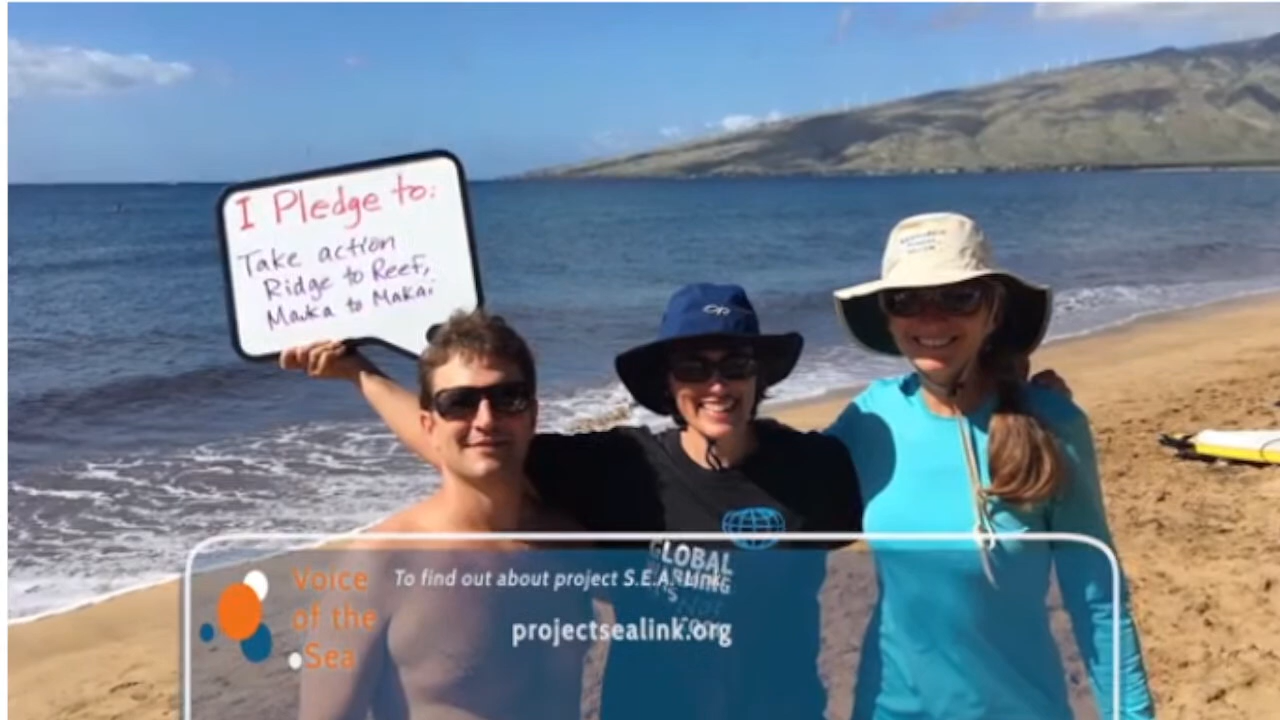 I Pledge to:
Take action
Ridge to Reef,
Mauka to Makai
GLOBAL
Voice
of the
Sea
To find out about project S.E.A. Link
projectsealink.org